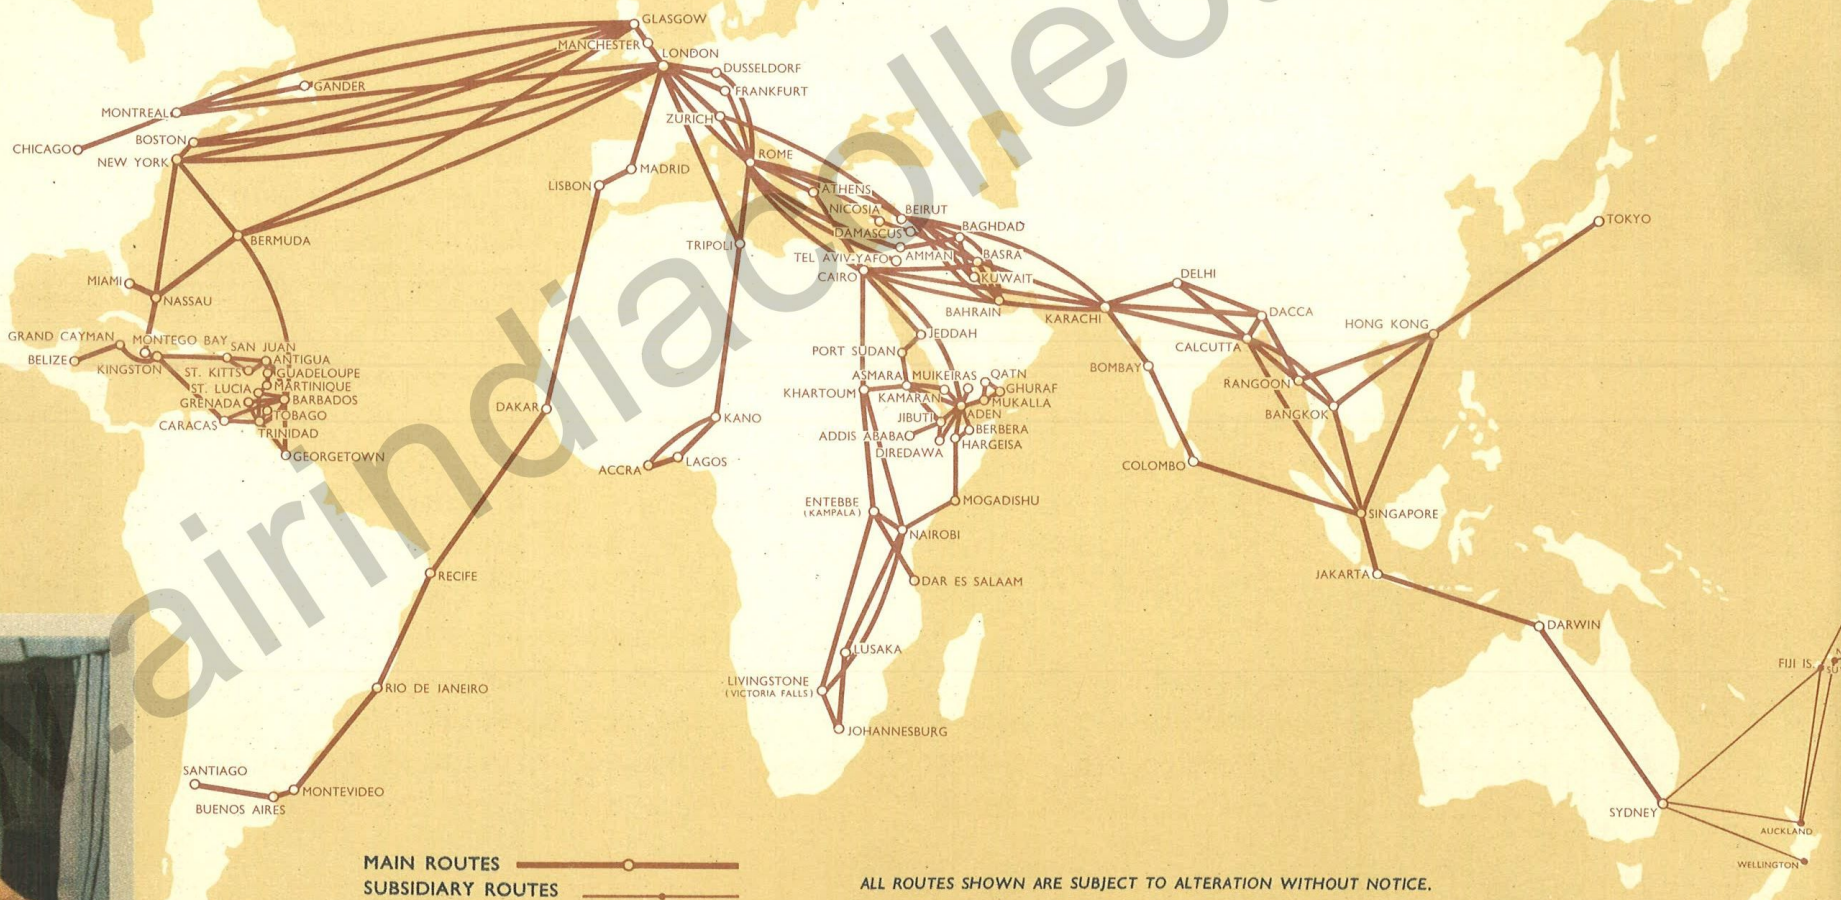 GLASGOW
MANCHESTER
LONDON
DUSSELDORF
FRANKFURT
ZURICH
GANDER
MONTREAL
CHICAGO
BOSTON
NEW YORK
ROME
MADRID
LISBON
ATHENS
NICOSIA
BEIRUT
DAMASCUS
BAGHDAD
BERMUDA
TRIPOLI
TEL AVIV-YAFO
AMMAN
BASRA
CAIRO
KUWAIT
TOKYO
MIAMI
NASSAU
BAHRAIN
KARACHI
DELHI
DACCA
HONG KONG
CALCUTTA
GRAND CAYMAN
MONTEGO BAY
SAN JUAN
BELIZE
KINGSTON
ANTIGUA
ST. KITTS
GUADELOUPE
ST. LUCIA
MARTINIQUE
GRENADA
BARBADOS
TOBAGO
CARACAS
TRINIDAD
GEORGETOWN
JEDDAH
PORT SUDAN
ASMARA
MUIKEIRAS
QATN
GHURAF
KHARTOUM
KAMARAN
MUKALLA
JIBUTI
ADEN
BERBERA
ADDIS ABABA
HARGEISA
DIREDAWA
BOMBAY
RANGOON
BANGKOK
DAKAR
KANO
ACCRA
LAGOS
COLOMBO
ENTEBBE
(KAMPALA)
MOGADISHU
NAIROBI
SINGAPORE
RECIFE
DAR ES SALAAM
JAKARTA
DARWIN
LUSAKA
LIVINGSTONE
(VICTORIA FALLS)
RIO DE JANEIRO
JOHANNESBURG
FIJI IS.
SANTIAGO
BUENOS AIRES
MONTEVIDEO
SYDNEY
AUCKLAND
WELLINGTON
MAIN ROUTES
SUBSIDIARY ROUTES
ALL ROUTES SHOWN ARE SUBJECT TO ALTERATION WITHOUT NOTICE.
.airindiacollec